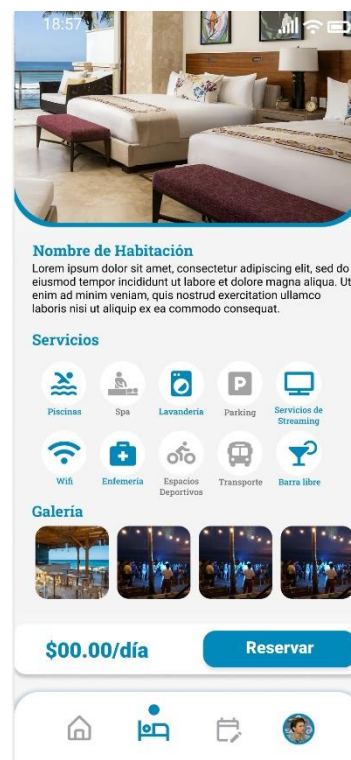 18:57
Nombre de Habitación
Lorem ipsum dolor sit amet, consectetur adipiscing elit, sed do
eiusmod tempor incididunt ut labore et dolore magna aliqua. Ut
enim ad minim veniam, quis nostrud exercitation ullamco
laboris nisi ut aliquip ex ea commodo consequat.
Servicios
Piscinas
Spa
Lavandería
Parking
Servicios de
Streaming
Wifi
Enfemería
Espacios
Deportivos
Transporte
Barra libre
Galería
$00.00/día
Reservar